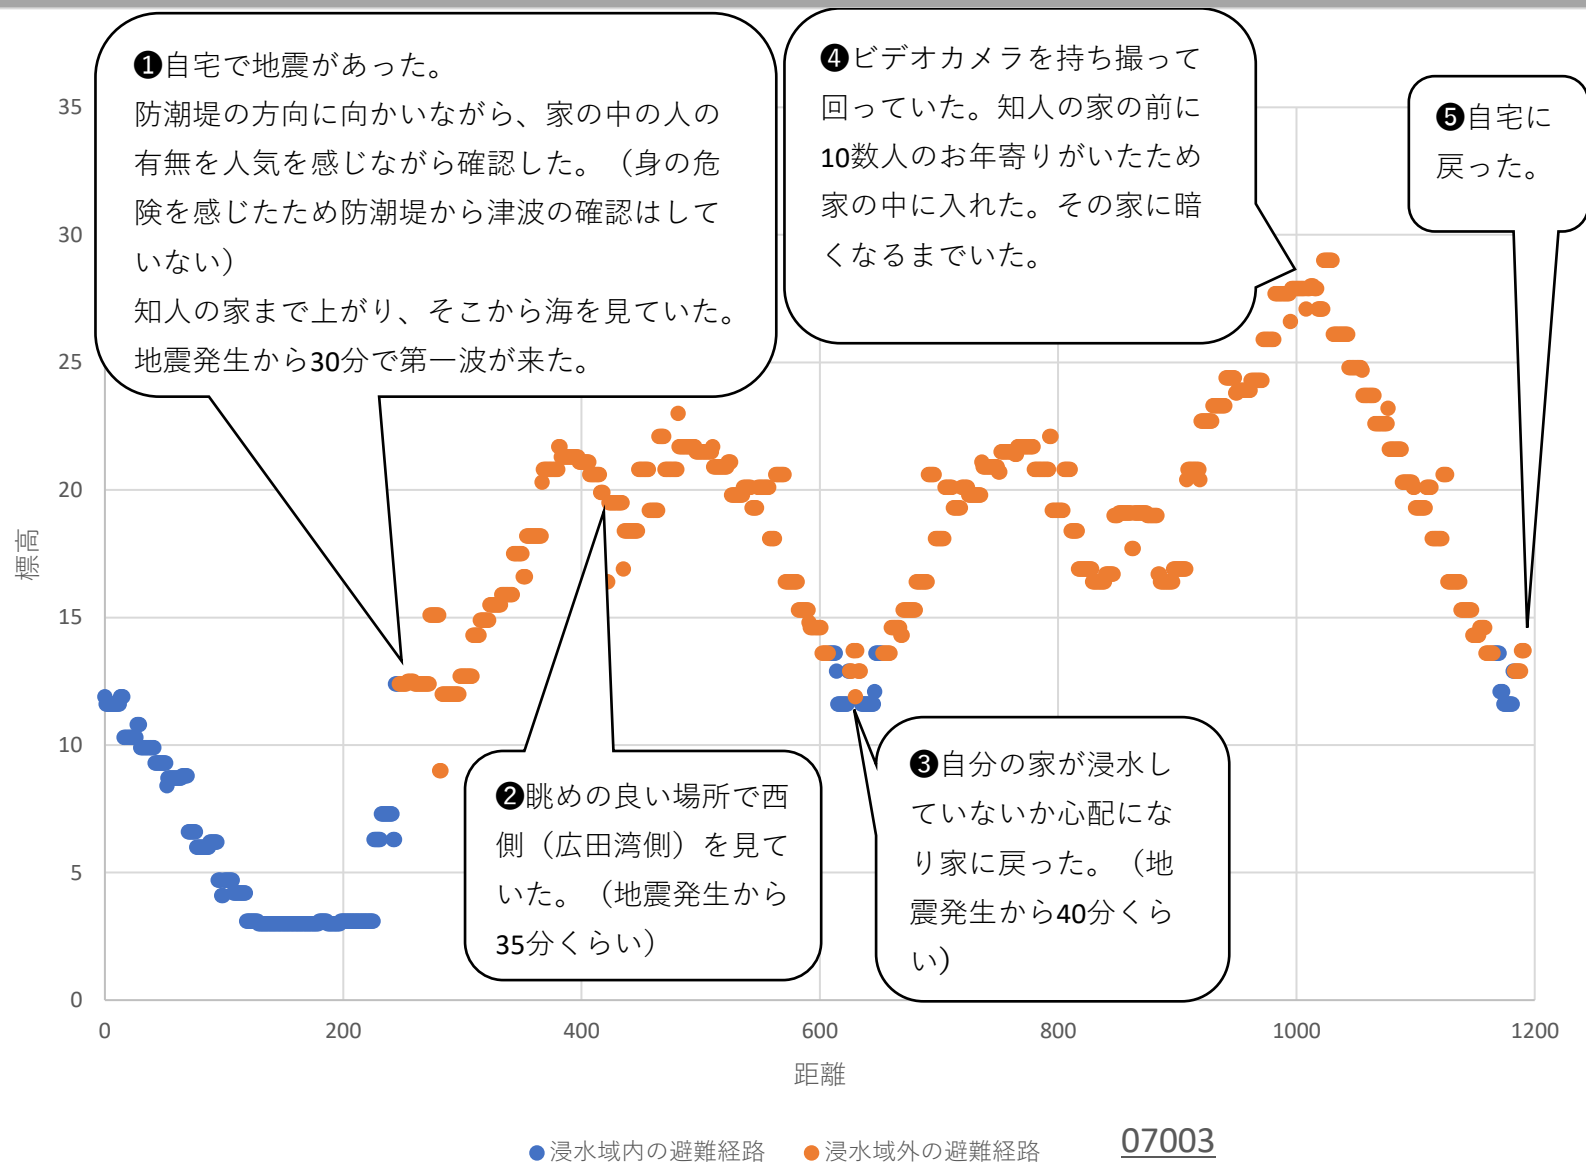 ❶自宅で地震があった。
防潮堤の方向に向かいながら、家の中の人の
有無を人気を感じながら確認した。（身の危
険を感じたため防潮堤から津波の確認はして
いない）
知人の家まで上がり、そこから海を見ていた。
地震発生から30分で第一波が来た。
❹ビデオカメラを持ち撮って
回っていた。知人の家の前に
10数人のお年寄りがいたため
家の中に入れた。その家に暗
くなるまでいた。
❺自宅に
戻った。
❷眺めの良い場所で西
側（広田湾側）を見て
いた。（地震発生から
35分くらい）
❸自分の家が浸水し
ていないか心配にな
り家に戻った。（地
震発生から40分くら
い）
35
30
25
20
15
10
5
0
標高
0 200 400 600 800 1000 1200
距離
浸水域内の避難経路 浸水域外の避難経路
07003